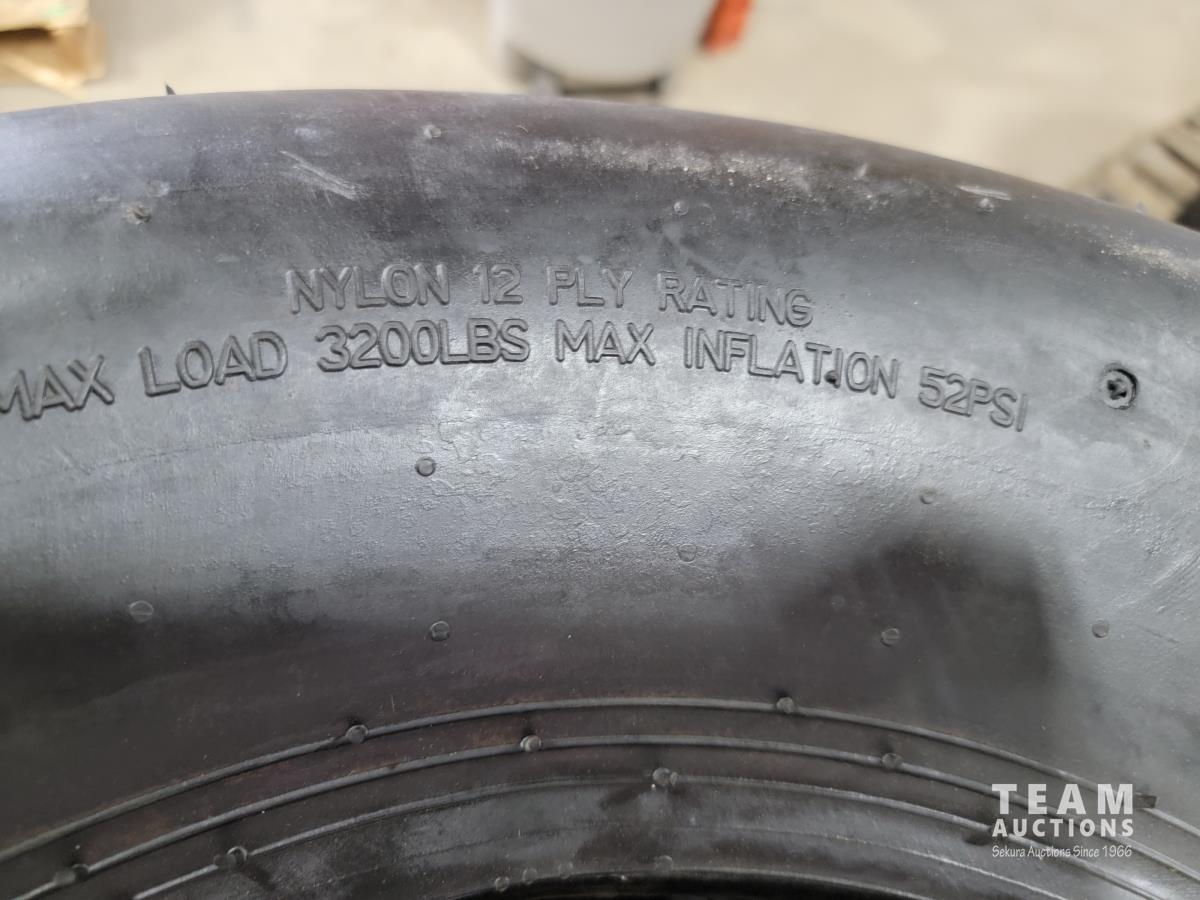 NYLON 12 PLY RATING
MAX LOAD 3200LBS MAX INFLATION 52PSI
TEAM
AUCTIONS
Sekura Auctions Since 1966